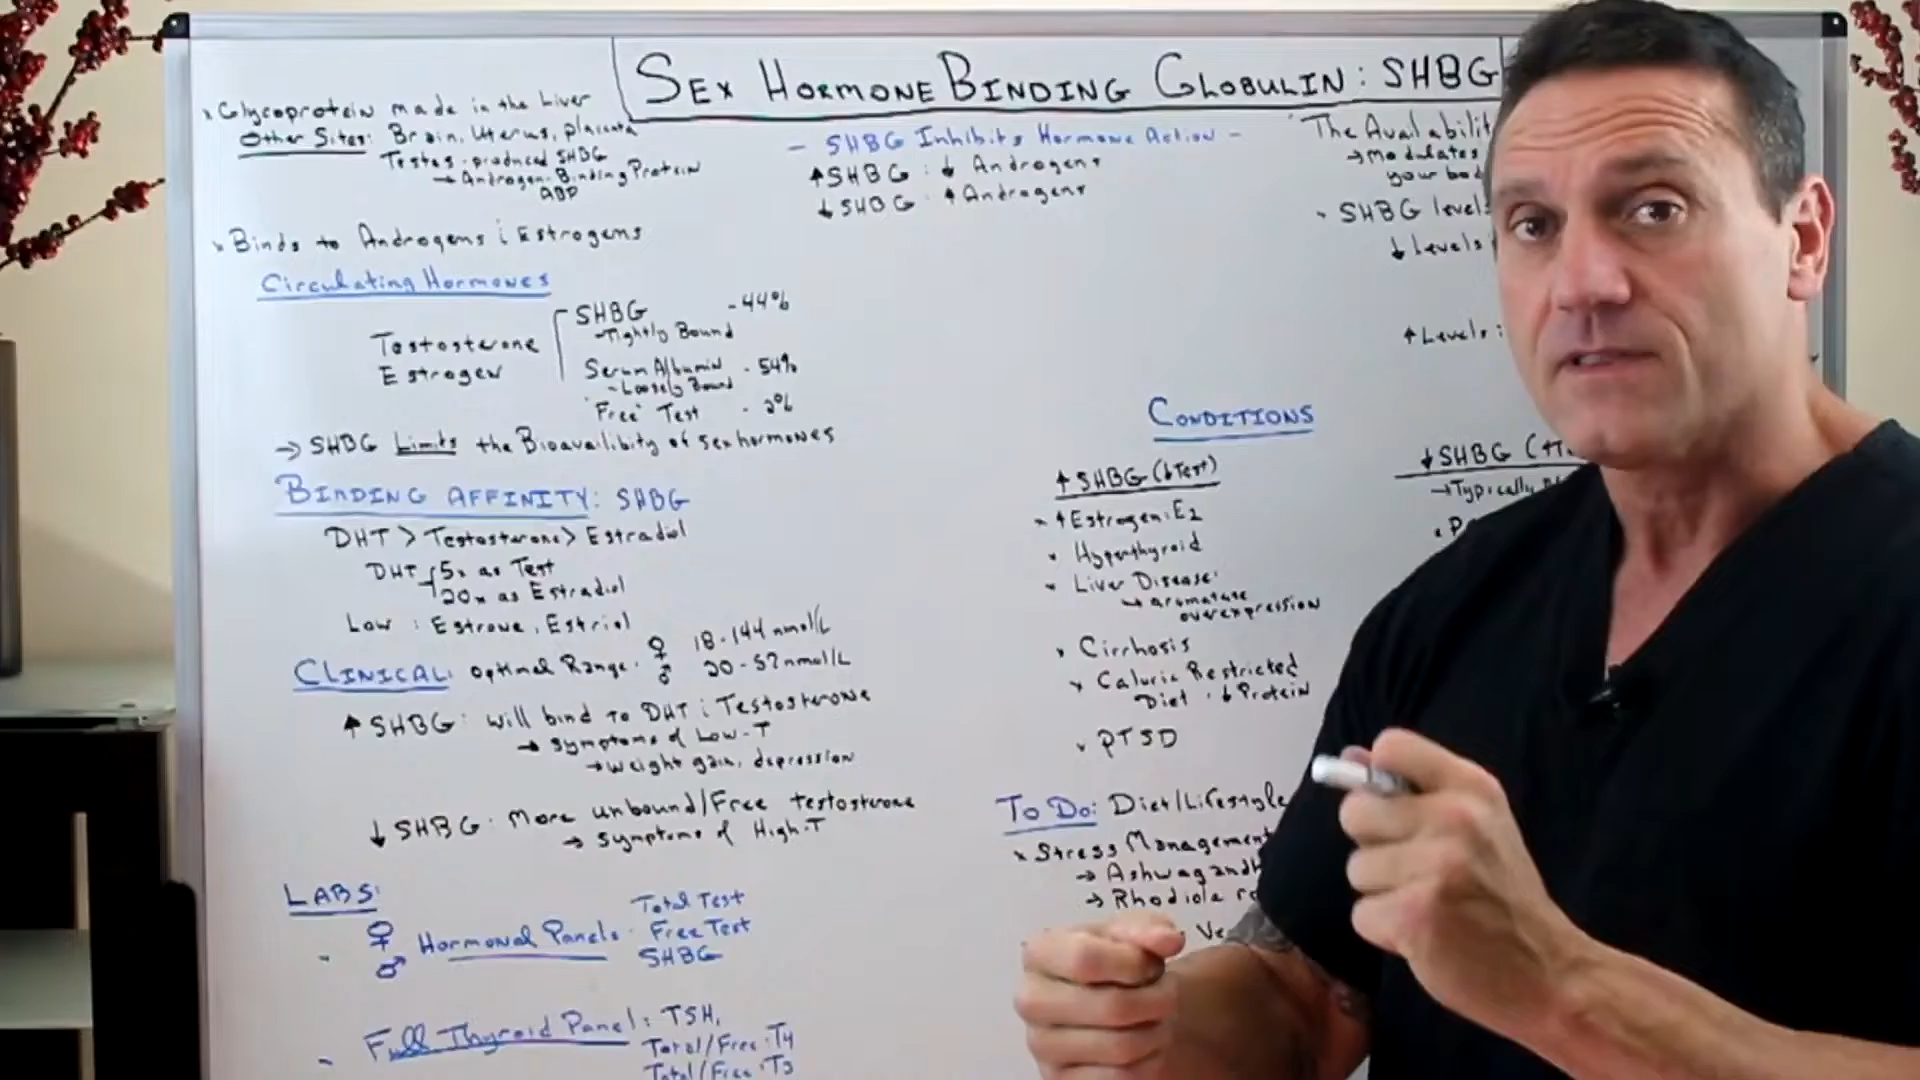 SEX HORMONE BINDING GLOBULIN: SHBG
Glycoprotein made in the Liver
Other Sites: Brain, Uterus, placenta
Testes - produced SHBG
→ Androgen-Binding Protein
ABP
- SHBG Inhibits Hormone Action -
↑ SHBG: ↓ Androgens
↓ SHBG: ↑ Androgens
The Availabilit
→ Modulates
your bod
SHBG levels
↓ Levels
↑ Levels:
Binds to Androgens & Estrogens
Circulating Hormones
Testosterone
Estrogen
SHBG - 44%
- Tightly Bound
Serum Albumin - 54%
- Loosely Bound
"Free" Test - 2%
→ SHBG Limits the Bioavailibity of sex hormones
BINDING AFFINITY: SHBG
DHT > Testosterone > Estradiol
DHT 5x as Test
20x as Estradiol
Low: Estrone, Estriol
CLINICAL: Optimal Range: ♀ 18-144 nmol/L
♂ 20-57 nmol/L
↑ SHBG: will bind to DHT & Testosterone
→ Symptoms of Low-T
→ weight gain, depression
↓ SHBG: More unbound/Free testosterone
→ Symptoms of High-T
LABS:
♀ ♂ Hormonal Panel: Total Test
Free Test
SHBG
Full Thyroid Panel: TSH,
Total/Free: T4
Total/Free: T3
CONDITIONS
↑ SHBG (↓Test)
↑ Estrogen: E2
Hyperthyroid
Liver Disease:
→ aromatase
overexpression
Cirrhosis
Caloric Restricted
Diet: ↓ Protein
PTSD
↓ SHBG (↑T
→ Typically
To Do: Diet/Lifestyle
Stress Management
→ Ashwagandh
→ Rhodiola ro
Ve